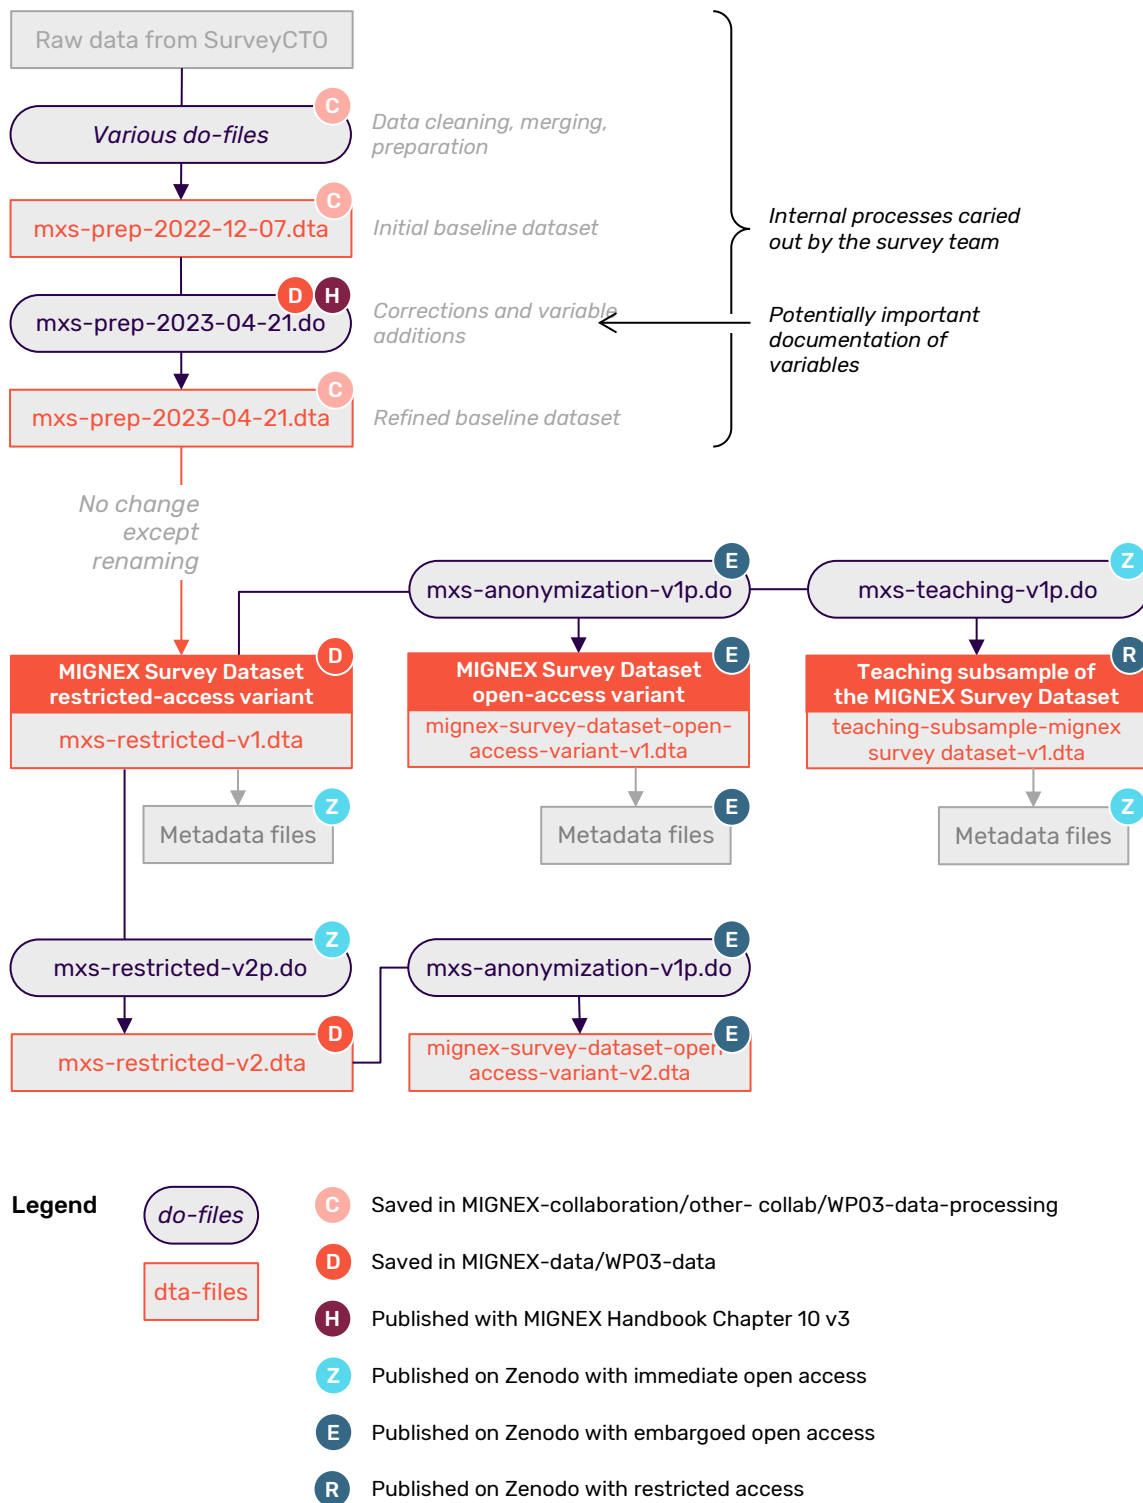 Raw data from SurveyCTO
C
Various do-files
Data cleaning, merging,
preparation
C
mxs-prep-2022-12-07.dta
Initial baseline dataset
Internal processes caried
out by the survey team
D H
mxs-prep-2023-04-21.do
Corrections and variable
additions
Potentially important
documentation of
variables
C
mxs-prep-2023-04-21.dta
Refined baseline dataset
No change
except
renaming
E
mxs-anonymization-v1p.do
Z
mxs-teaching-v1p.do
D
MIGNEX Survey Dataset
restricted-access variant
mxs-restricted-v1.dta
E
MIGNEX Survey Dataset
open-access variant
mignex-survey-dataset-open-
access-variant-v1.dta
R
Teaching subsample of
the MIGNEX Survey Dataset
teaching-subsample-mignex
survey dataset-v1.dta
Z
Metadata files
E
Metadata files
Z
Metadata files
Z
mxs-restricted-v2p.do
E
mxs-anonymization-v1p.do
D
mxs-restricted-v2.dta
E
mignex-survey-dataset-open-
access-variant-v2.dta
Legend
do-files
dta-files
C Saved in MIGNEX-collaboration/other- collab/WP03-data-processing
D Saved in MIGNEX-data/WP03-data
H Published with MIGNEX Handbook Chapter 10 v3
Z Published on Zenodo with immediate open access
E Published on Zenodo with embargoed open access
R Published on Zenodo with restricted access